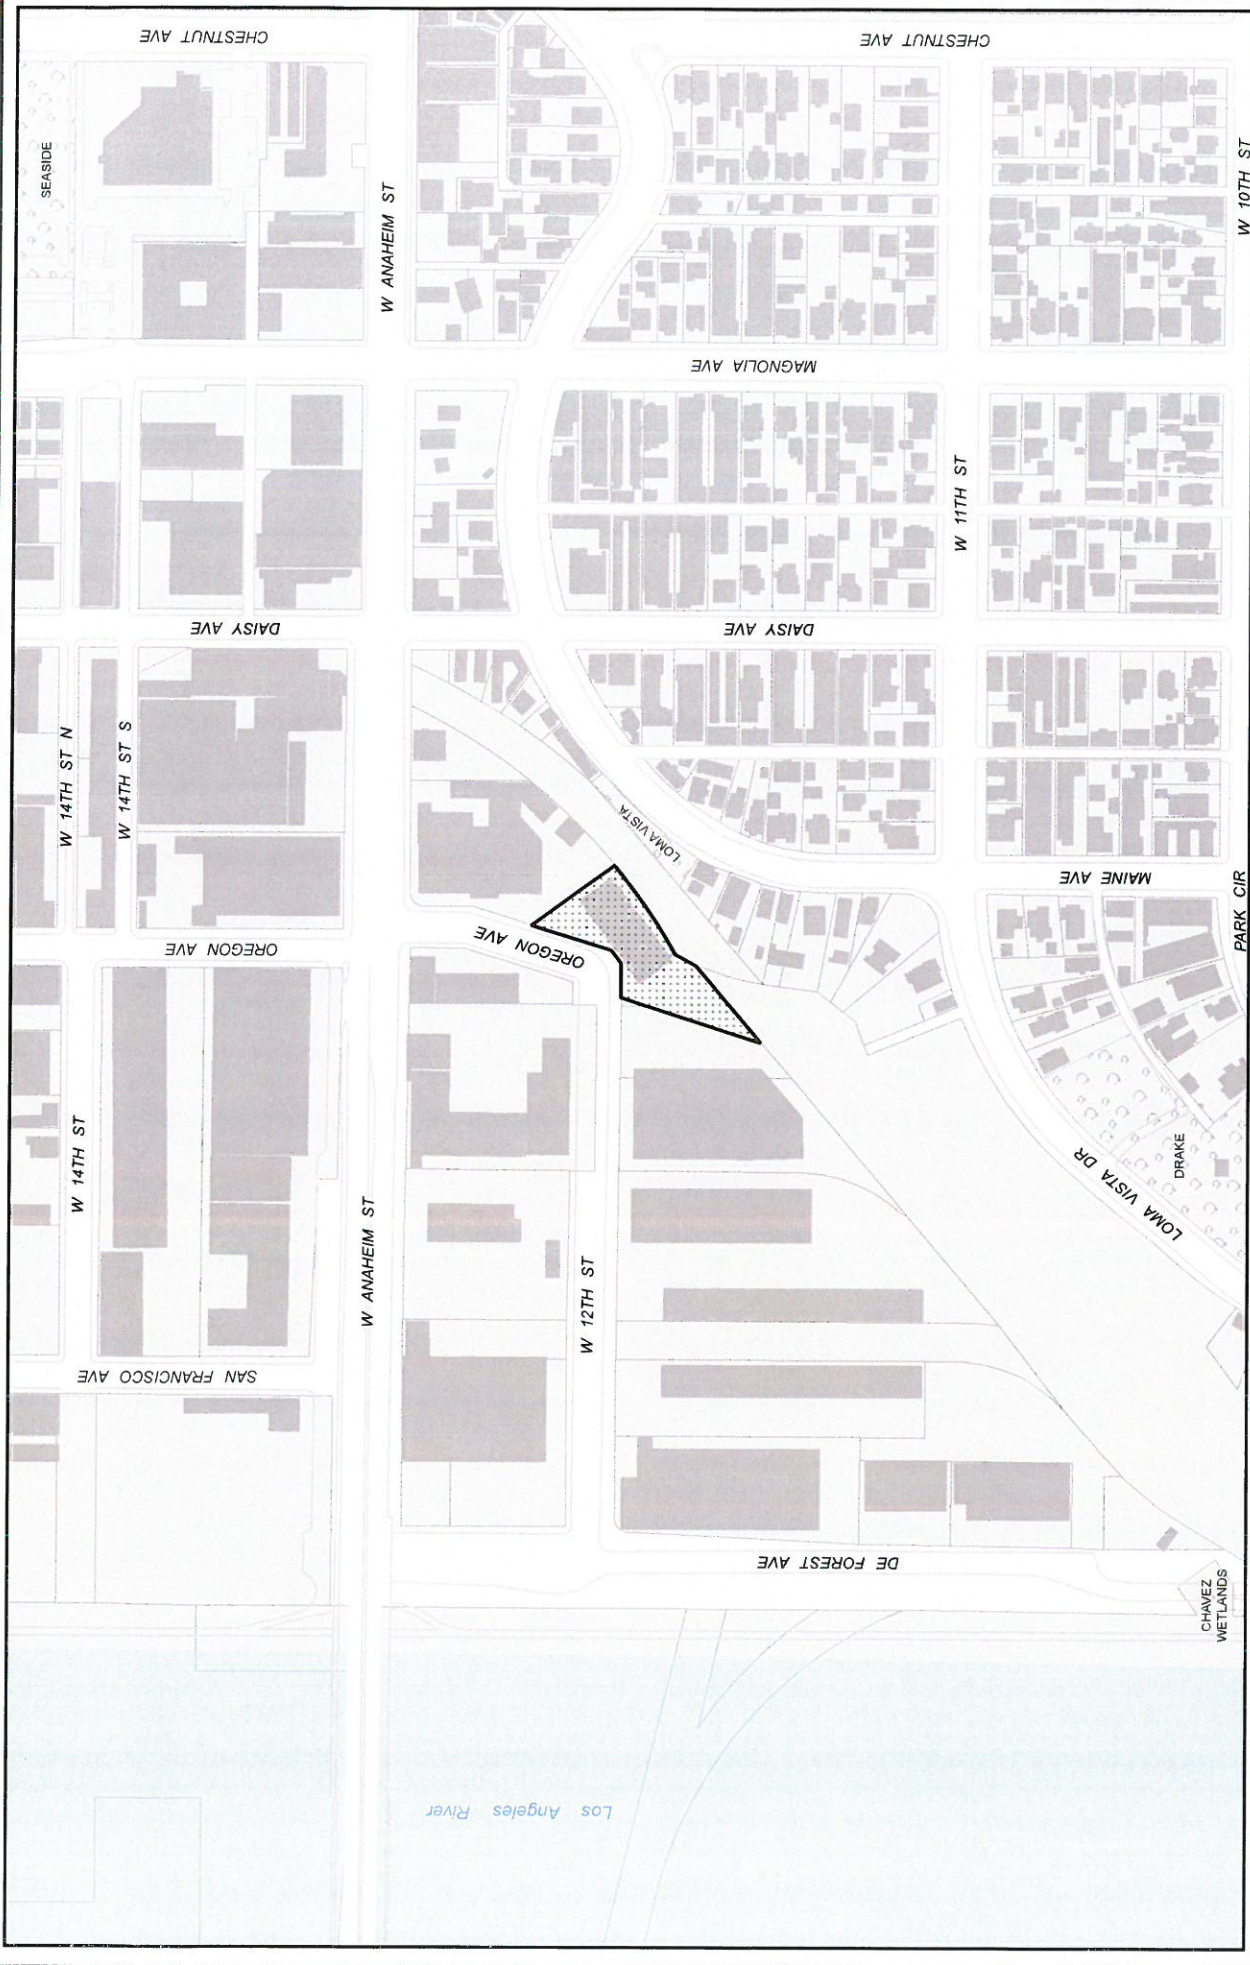 CHESTNUT AVE
CHESTNUT AVE
SEASIDE
W ANAHEIM ST
W 10TH ST
MAGNOLIA AVE
W 11TH ST
DAISY AVE
DAISY AVE
W 14TH ST N
W 14TH ST S
LOMA VISTA
MAINE AVE
PARK CIR
OREGON AVE
OREGON AVE
W 14TH ST
DRAKE
LOMA VISTA DR
W ANAHEIM ST
W 12TH ST
SAN FRANCISCO AVE
DE FOREST AVE
CHAVEZ
WETLANDS
Los Angeles River